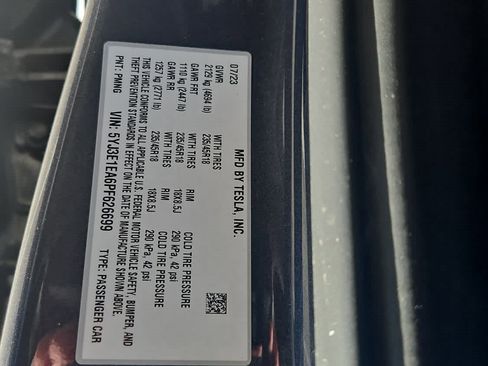 MFD BY TESLA, INC.
07/23
GVWR
2129 kg (4694 lb)
GAWR FRT WITH TIRES RIM COLD TIRE PRESSURE
1110 kg (2447 lb) 235/45R18 18X8.5J 290 kPa, 42 psi
GAWR RR WITH TIRES RIM COLD TIRE PRESSURE
1257 kg (2771 lb) 235/45R18 18X8.5J 290 kPa, 42 psi
THIS VEHICLE CONFORMS TO ALL APPLICABLE U.S. FEDERAL MOTOR VEHICLE SAFETY, BUMPER, AND
THEFT PREVENTION STANDARDS IN EFFECT ON THE DATE OF MANUFACTURE SHOWN ABOVE.
VIN: 5YJ3E1EA6PF626699 TYPE: PASSENGER CAR
PNT: PMNG